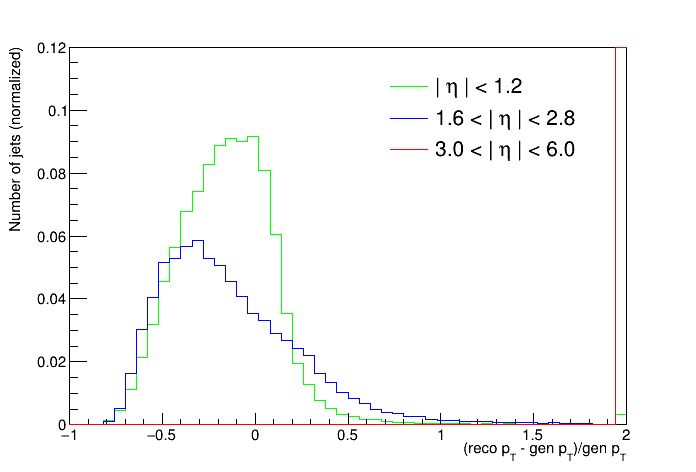 0.12
0.1
0.08
0.06
0.04
0.02
0
−1
−0.5
0
0.5
1
1.5
2
Number of jets (normalized)
| η | < 1.2
1.6 < | η | < 2.8
3.0 < | η | < 6.0
(reco p_T - gen p_T)/gen p_T